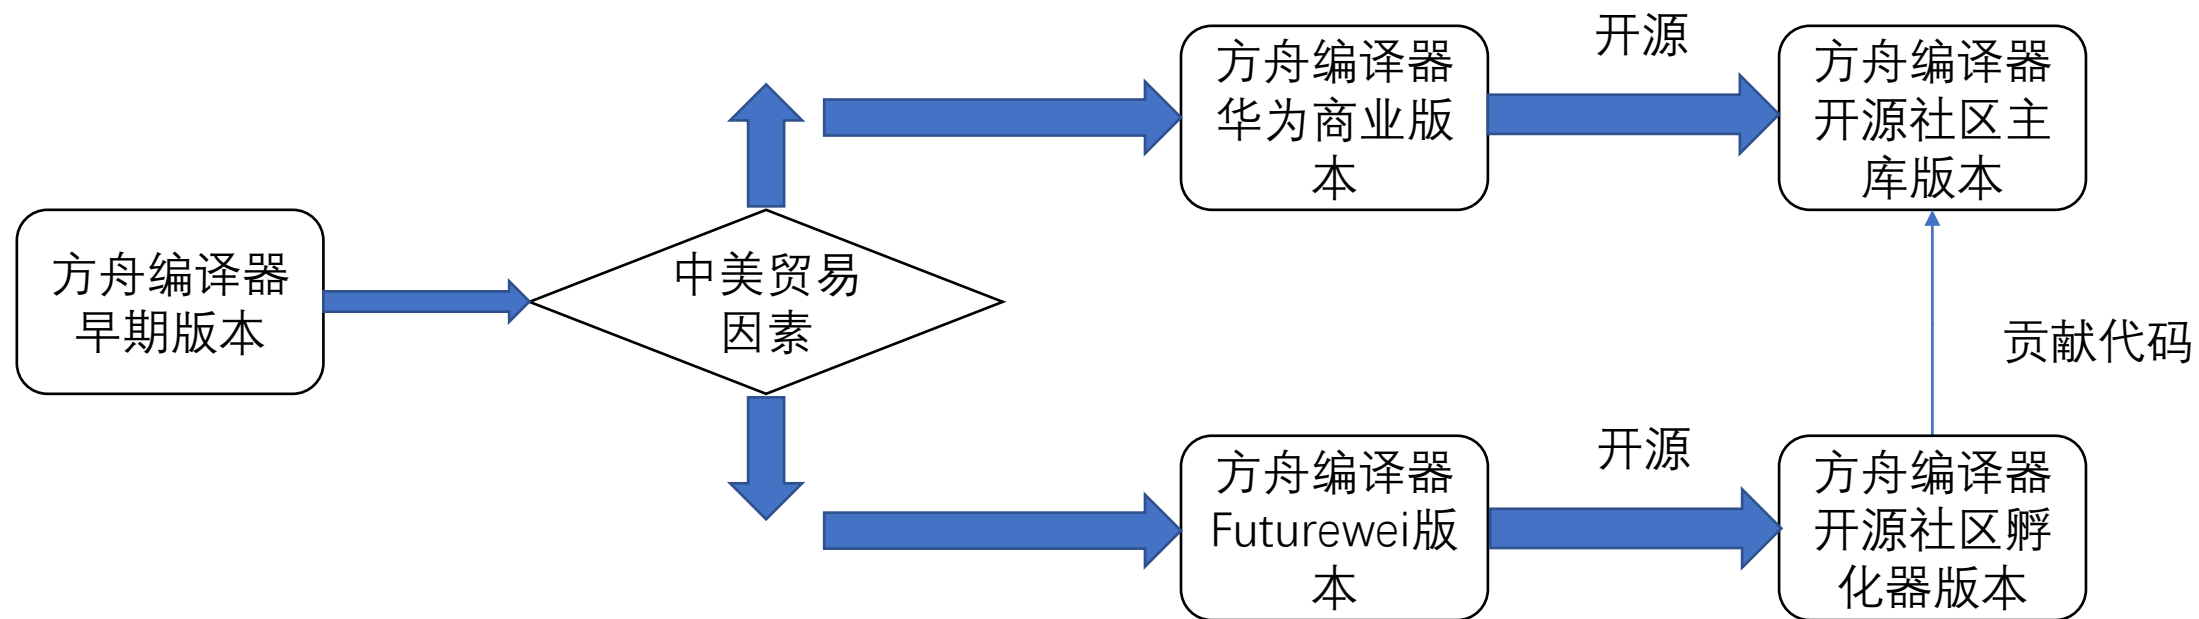 方舟编译器
早期版本
中美贸易
因素
方舟编译器
华为商业版
本
开源
方舟编译器
开源社区主
库版本
方舟编译器
Futurewei版
本
开源
方舟编译器
开源社区孵
化器版本
贡献代码